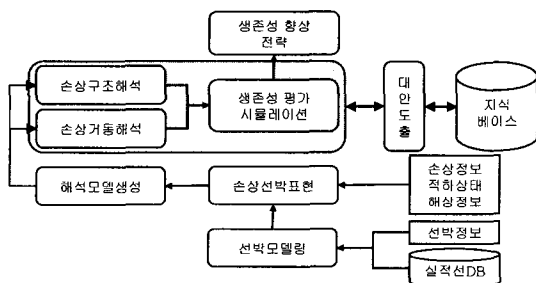 생존성 향상
전략
손상구조해석
손상거동해석
생존성 평가
시뮬레이션
대
안
도
출
지식
베이스
해석모델생성
손상선박표현
손상정보
적하상태
해상정보
선박모델링
선박정보
실적선DB